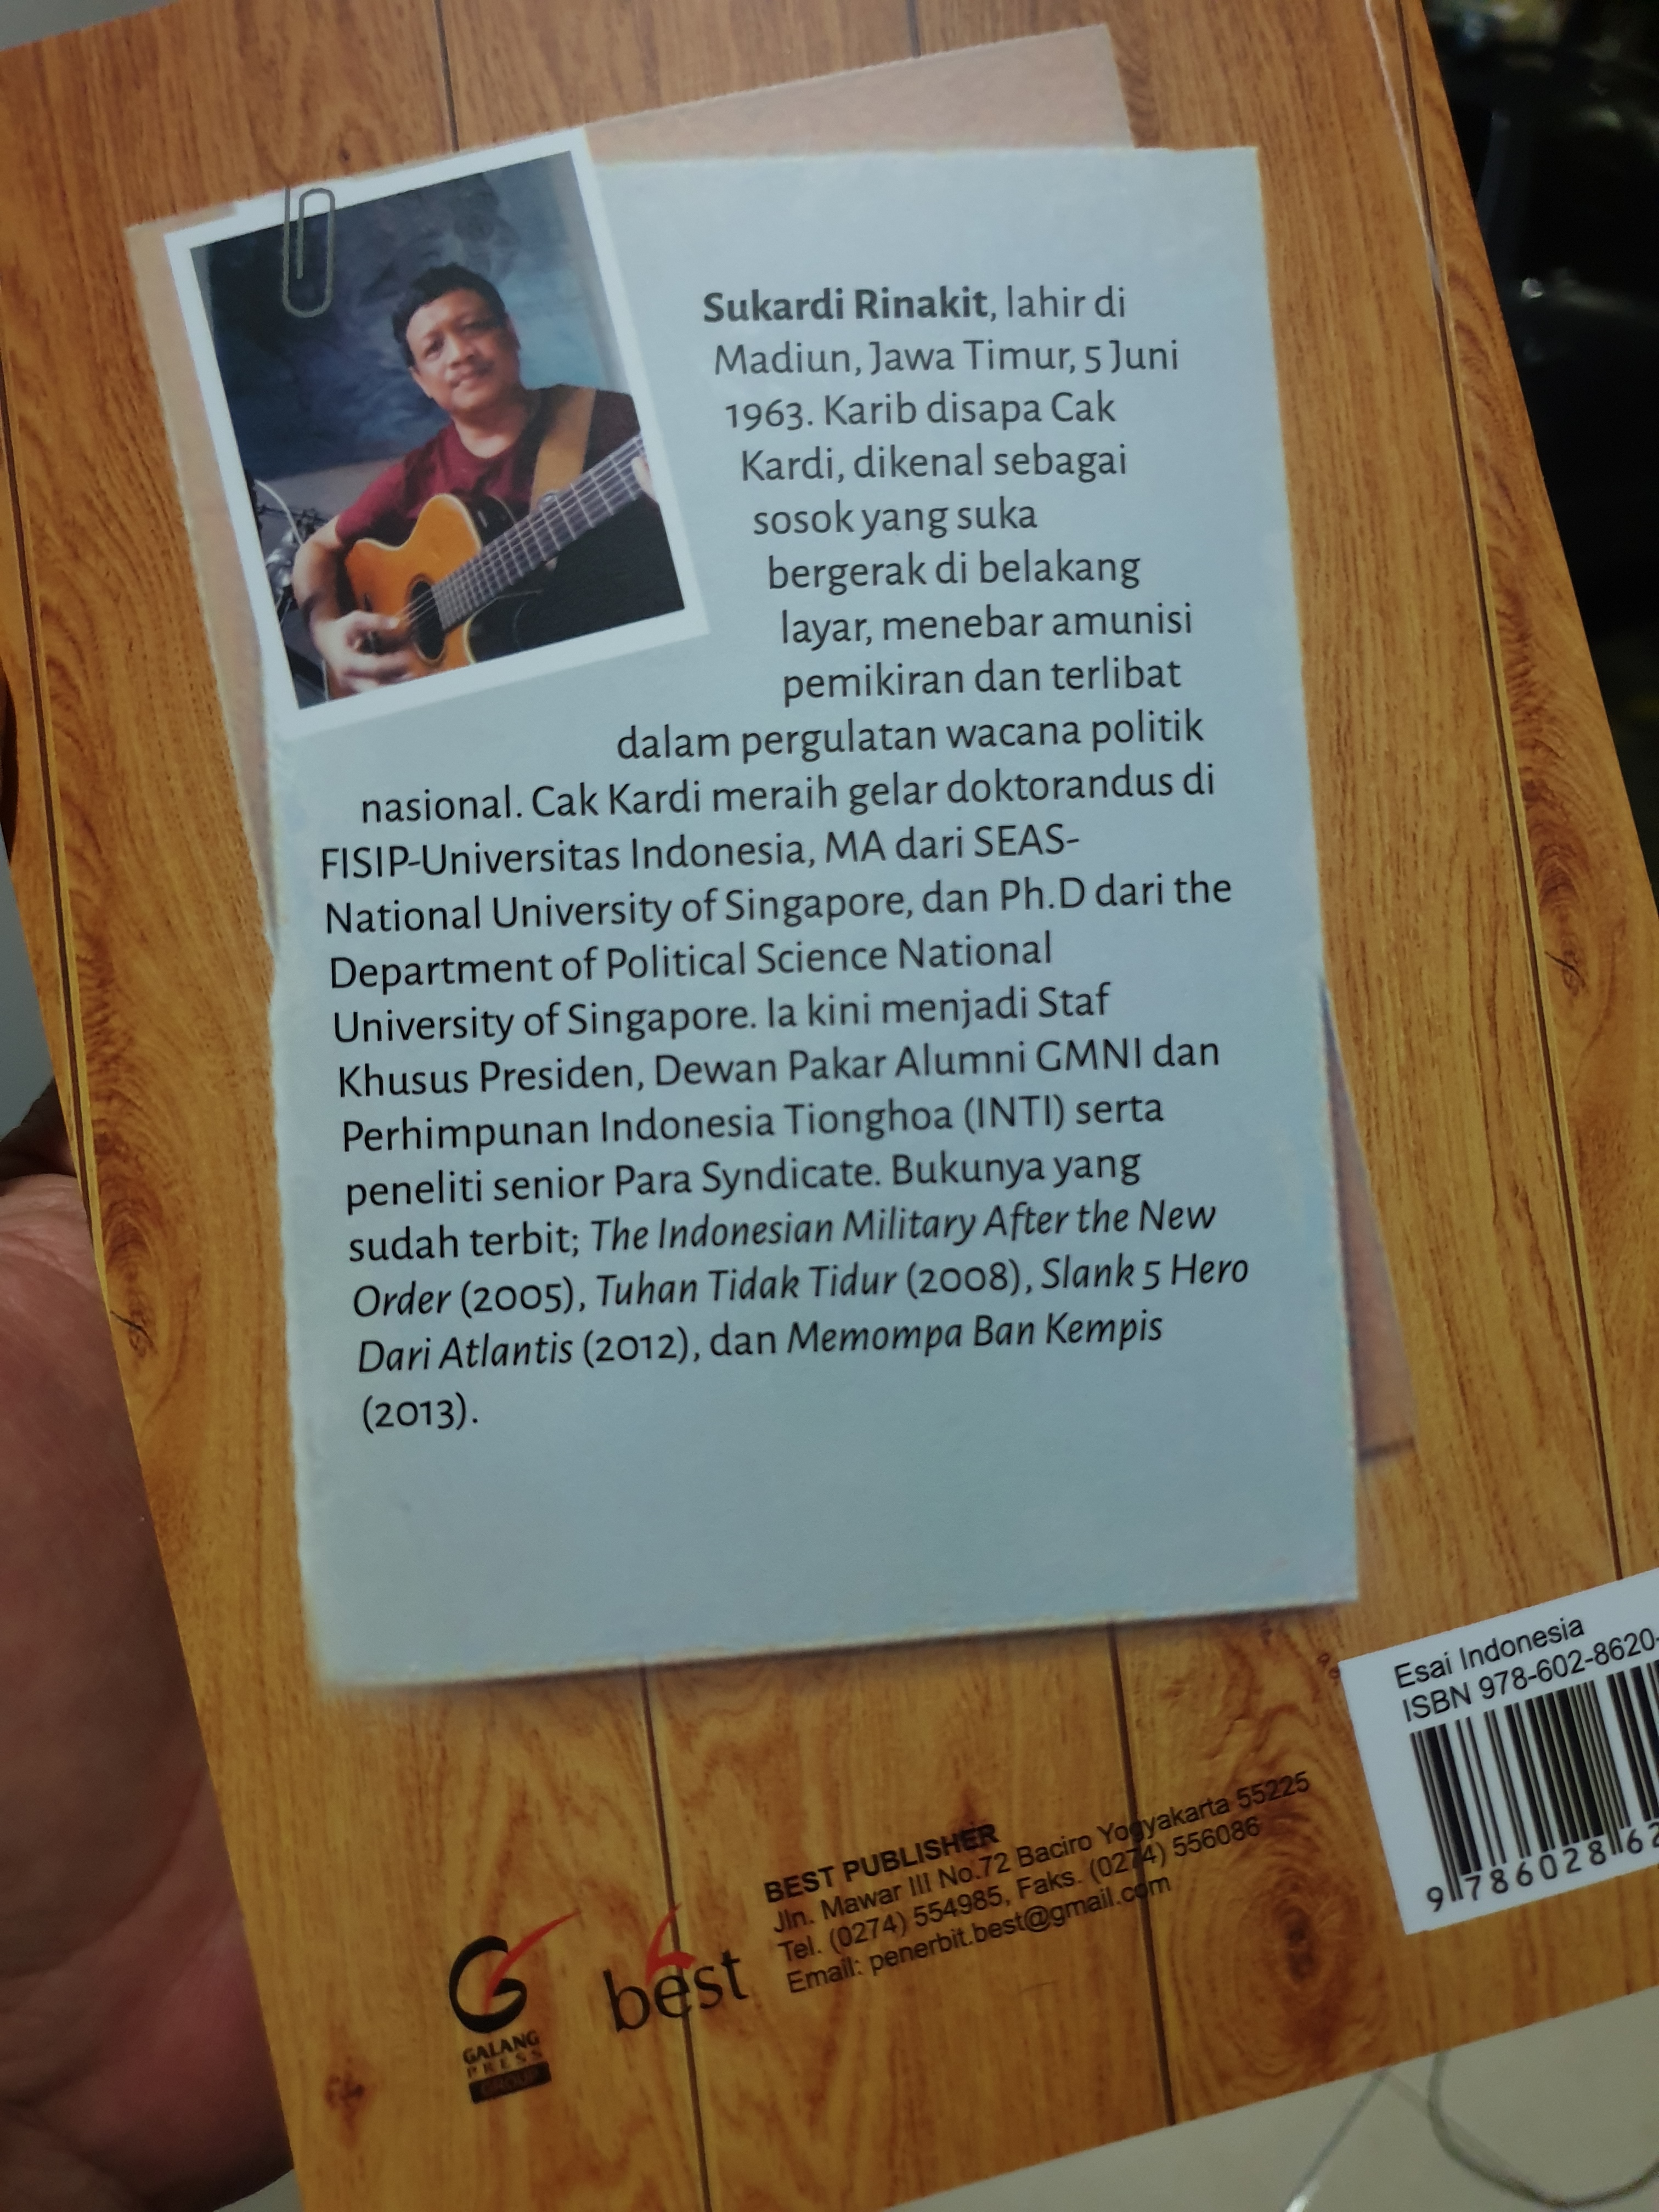 Sukardi Rinakit, lahir di
Madiun, Jawa Timur, 5 Juni
1963. Karib disapa Cak
Kardi, dikenal sebagai
sosok yang suka
bergerak di belakang
layar, menebar amunisi
pemikiran dan terlibat
dalam pergulatan wacana politik
nasional. Cak Kardi meraih gelar doktorandus di
FISIP-Universitas Indonesia, MA dari SEAS-
National University of Singapore, dan Ph.D dari the
Department of Political Science National
University of Singapore. Ia kini menjadi Staf
Khusus Presiden, Dewan Pakar Alumni GMNI dan
Perhimpunan Indonesia Tionghoa (INTI) serta
peneliti senior Para Syndicate. Bukunya yang
sudah terbit; The Indonesian Military After the New
Order (2005), Tuhan Tidak Tidur (2008), Slank 5 Hero
Dari Atlantis (2012), dan Memompa Ban Kempis
(2013).
Esai Indonesia
ISBN 978-602-8620-
9 786028 62
BEST PUBLISHER
Jln. Mawar III No.72 Baciro Yogyakarta 55225
Tel. (0274) 554985, Faks. (0274) 556086
Email: penerbit.best@gmail.com
best
GALANG
PRESS
GROUP